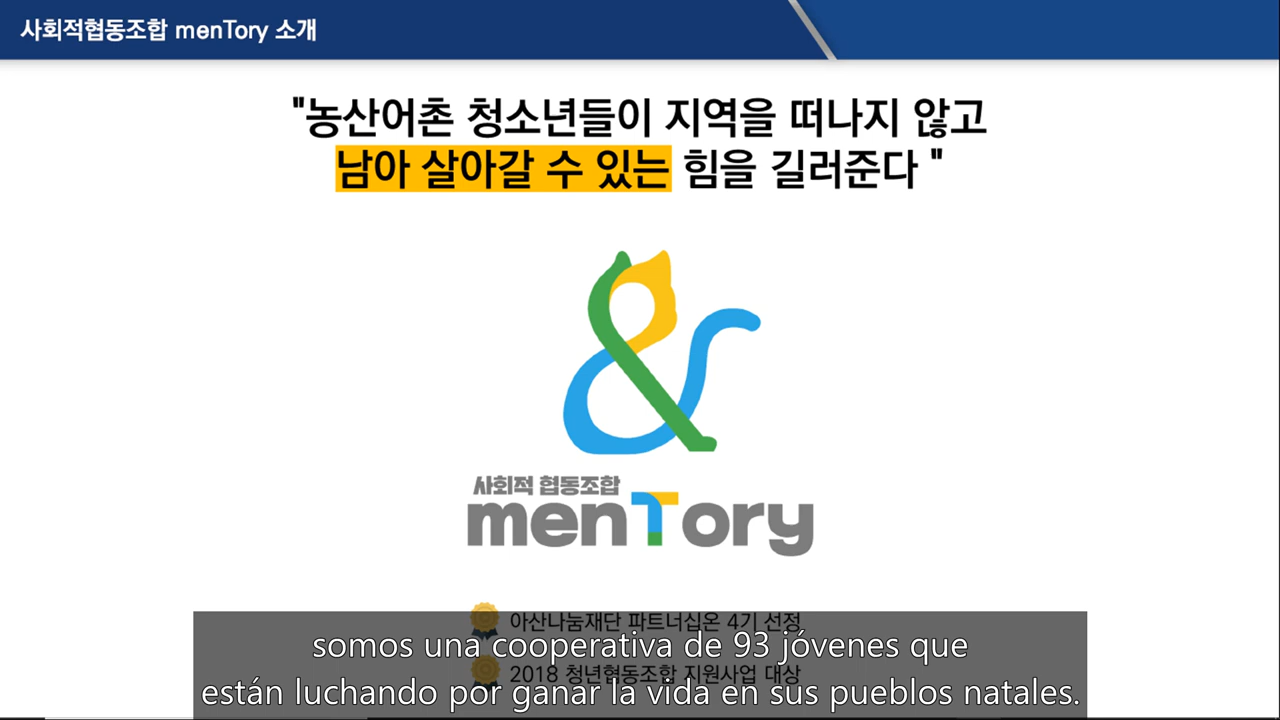 사회적협동조합 menTory 소개
"농산어촌 청소년들이 지역을 떠나지 않고
남아 살아갈 수 있는 힘을 길러준다 "
사회적 협동조합
menTory
아산나눔재단 파트너십온 4기 선정
somos una cooperativa de 93 jóvenes que
2018 청년협동조합 지원사업 대상
están luchando por ganar la vida en sus pueblos natales.